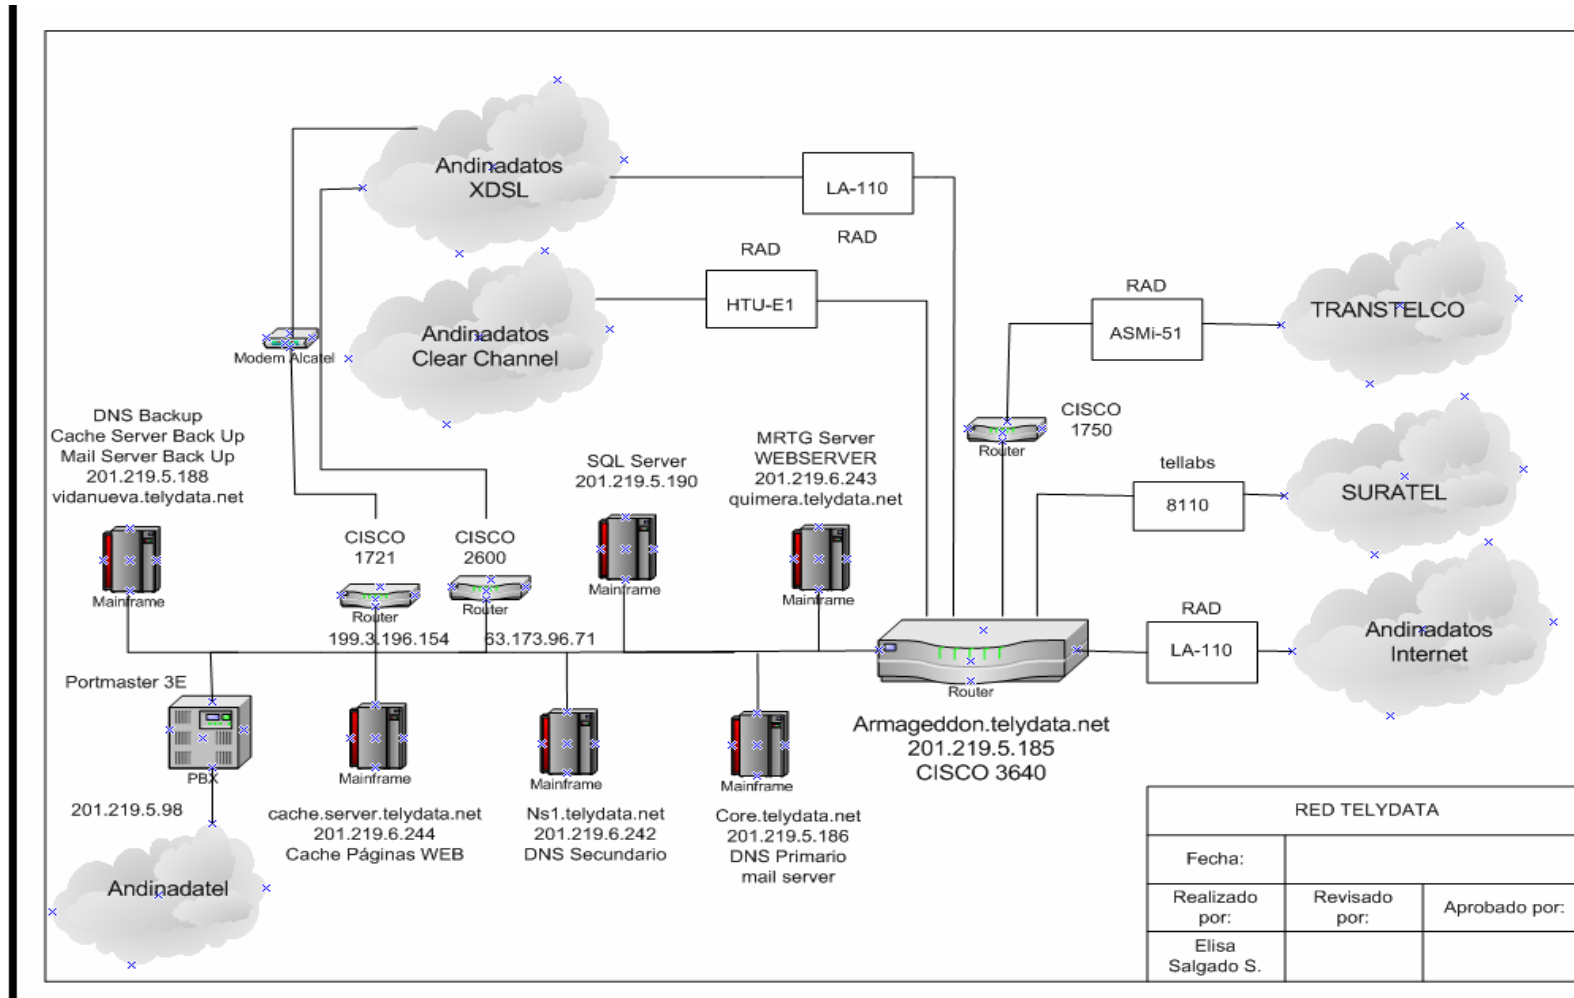 Andinadatos
XDSL
LA-110
RAD
RAD
HTU-E1
Andinadatos
Clear Channel
Modem Alcatel
RAD
ASMi-51
TRANSTELCO
CISCO
1750
Router
tellabs
8110
SURATEL
RAD
LA-110
Andinadatos
Internet
DNS Backup
Cache Server Back Up
Mail Server Back Up
201.219.5.188
vidanueva.telydata.net
Mainframe
CISCO
1721
Router
199.3.196.154
CISCO
2600
Router
63.173.96.71
SQL Server
201.219.5.190
Mainframe
MRTG Server
WEBSERVER
201.219.6.243
quimera.telydata.net
Mainframe
Router
Armageddon.telydata.net
201.219.5.185
CISCO 3640
Portmaster 3E
PBX
201.219.5.98
Andinadatel
Mainframe
cache.server.telydata.net
201.219.6.244
Cache Páginas WEB
Mainframe
Ns1.telydata.net
201.219.6.242
DNS Secundario
Mainframe
Core.telydata.net
201.219.5.186
DNS Primario
mail server
RED TELYDATA
Fecha:
Realizado
por:
Revisado
por:
Aprobado por:
Elisa
Salgado S.